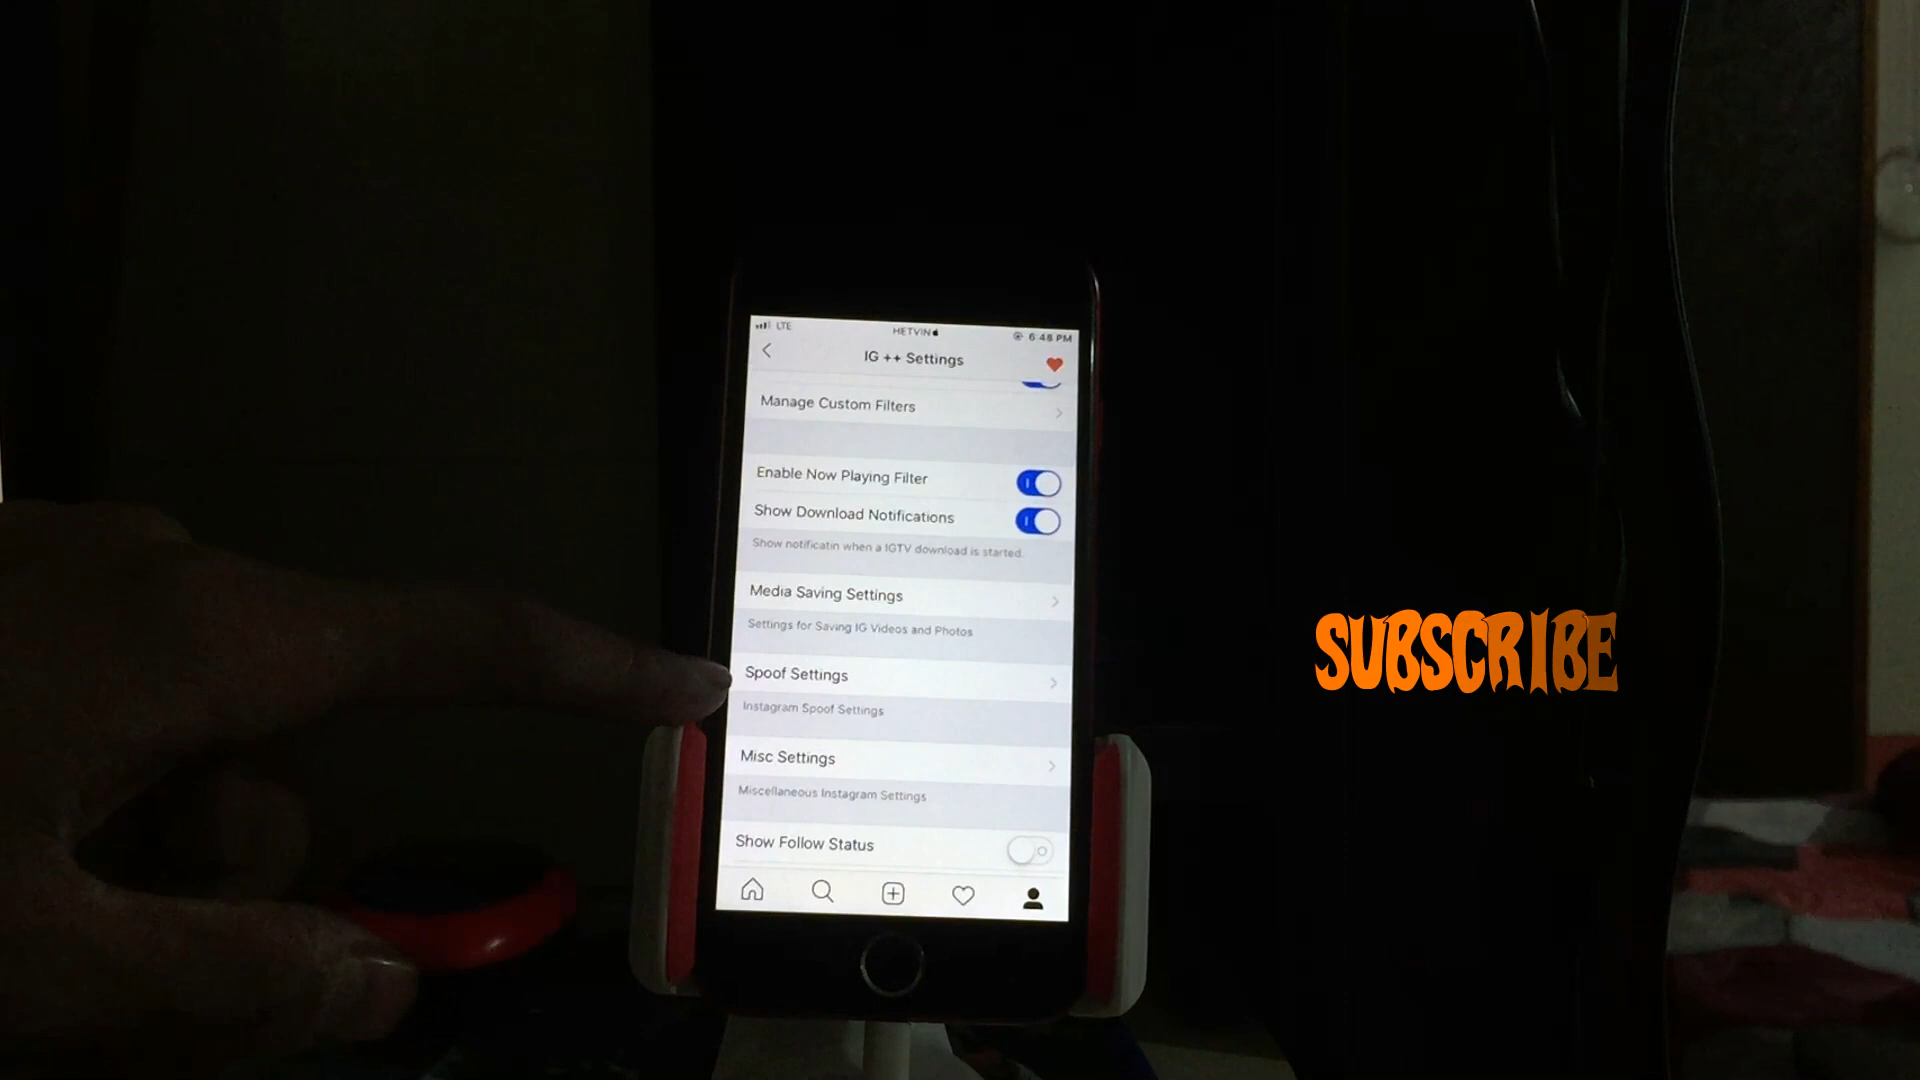 LTE HETVIN 6:48 PM
IG ++ Settings
Manage Custom Filters
Enable Now Playing Filter
Show Download Notifications
Show notificatin when a IGTV download is started.
Media Saving Settings
Settings for Saving IG Videos and Photos
Spoof Settings
Instagram Spoof Settings
Misc Settings
Miscellaneous Instagram Settings
Show Follow Status
SUBSCRIBE